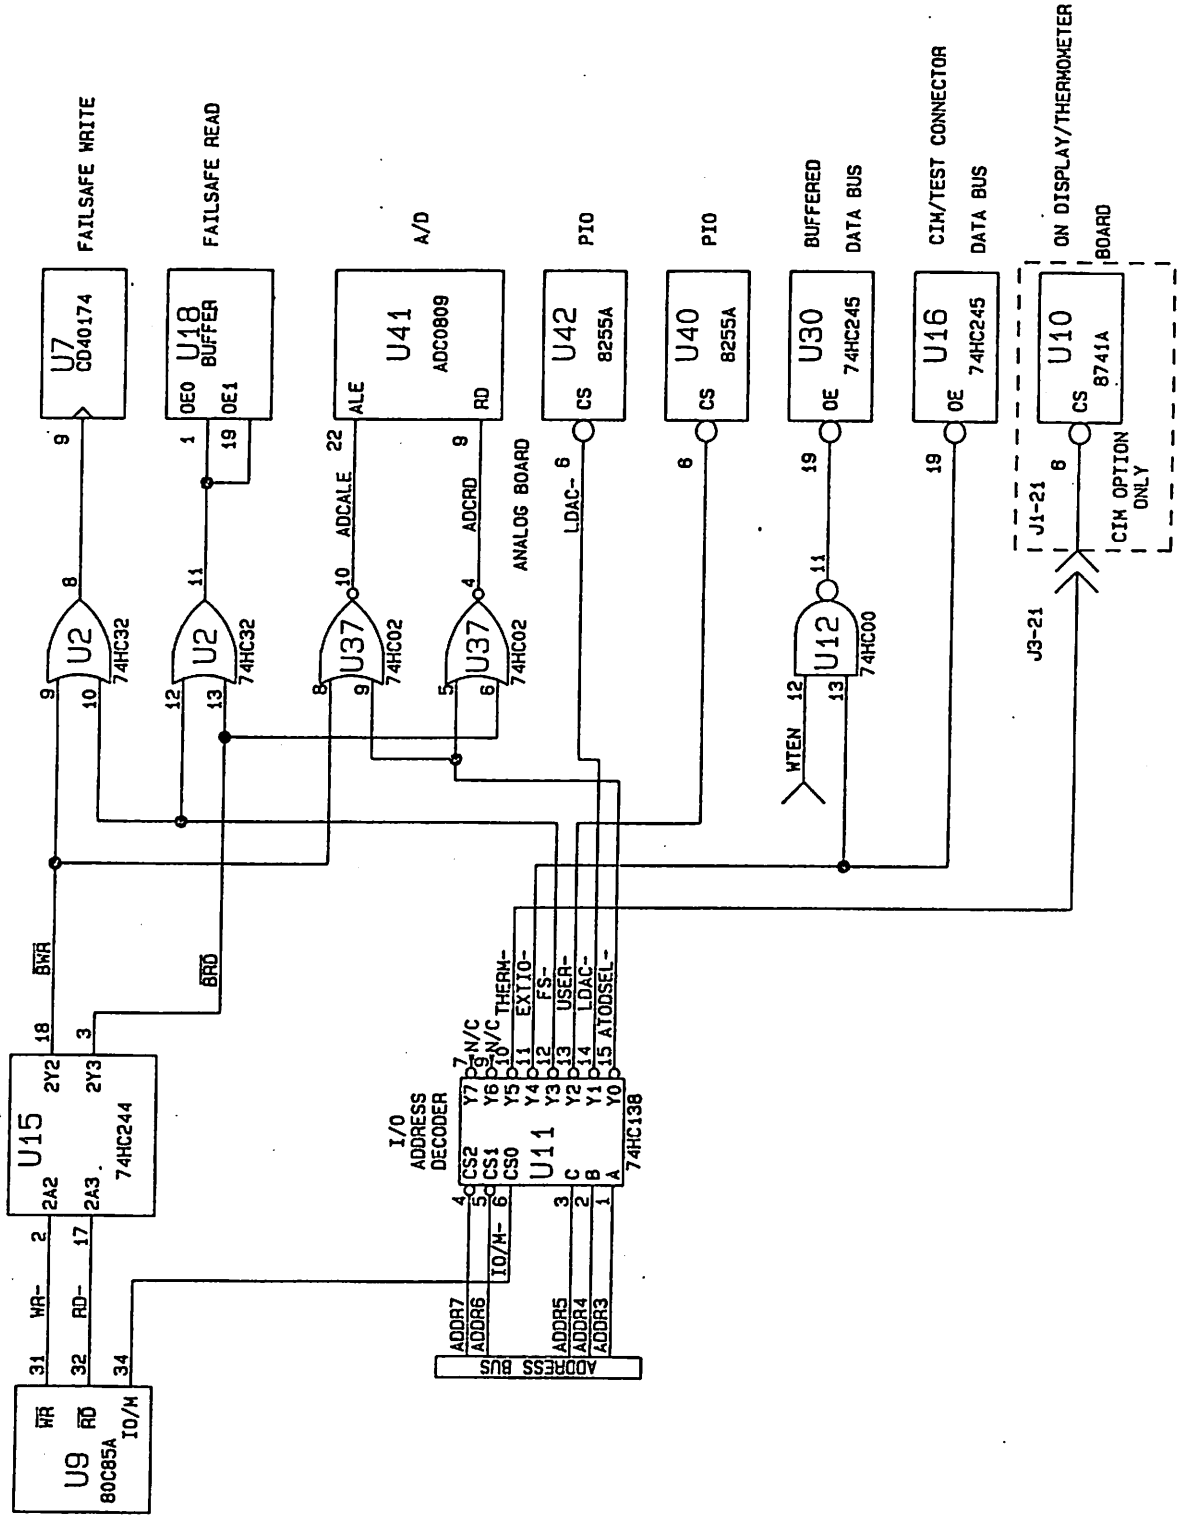 U9
80C85A
WR
RD
IO/M
31
32
34
WR-
RD-
2
17
2A2
2A3
U15
74HC244
2Y2
2Y3
18
3
BWR
BRD
ADDRESS BUS
ADDR7
ADDR6
IO/M-
ADDR5
ADDR4
ADDR3
4
5
6
3
2
1
I/O
ADDRESS
DECODER
CS2
CS1
CS0
C
B
A
U11
74HC138
Y7
Y6
Y5
Y4
Y3
Y2
Y1
Y0
7
9
10
11
12
13
14
15
N/C
N/C
THERM-
EXTIO-
FS-
USER-
LDAC-
ATODSEL-
9
10
U2
74HC32
8
9
U7
CD40174
FAILSAFE WRITE
12
13
U2
74HC32
11
1
19
OE0
OE1
U18
BUFFER
FAILSAFE READ
8
9
U37
74HC02
10
ADCALE
22
ALE
5
6
U37
74HC02
4
ADCRD
9
RD
U41
ADC0809
A/D
ANALOG BOARD
LDAC-
6
CS
U42
8255A
PIO
6
CS
U40
8255A
PIO
WTEN
12
13
U12
74HC00
11
19
OE
U30
74HC245
BUFFERED
DATA BUS
19
OE
U16
74HC245
CIM/TEST CONNECTOR
DATA BUS
J3-21
J1-21
6
CS
U10
8741A
CIM OPTION
ONLY
ON DISPLAY/THERMOMETER
BOARD